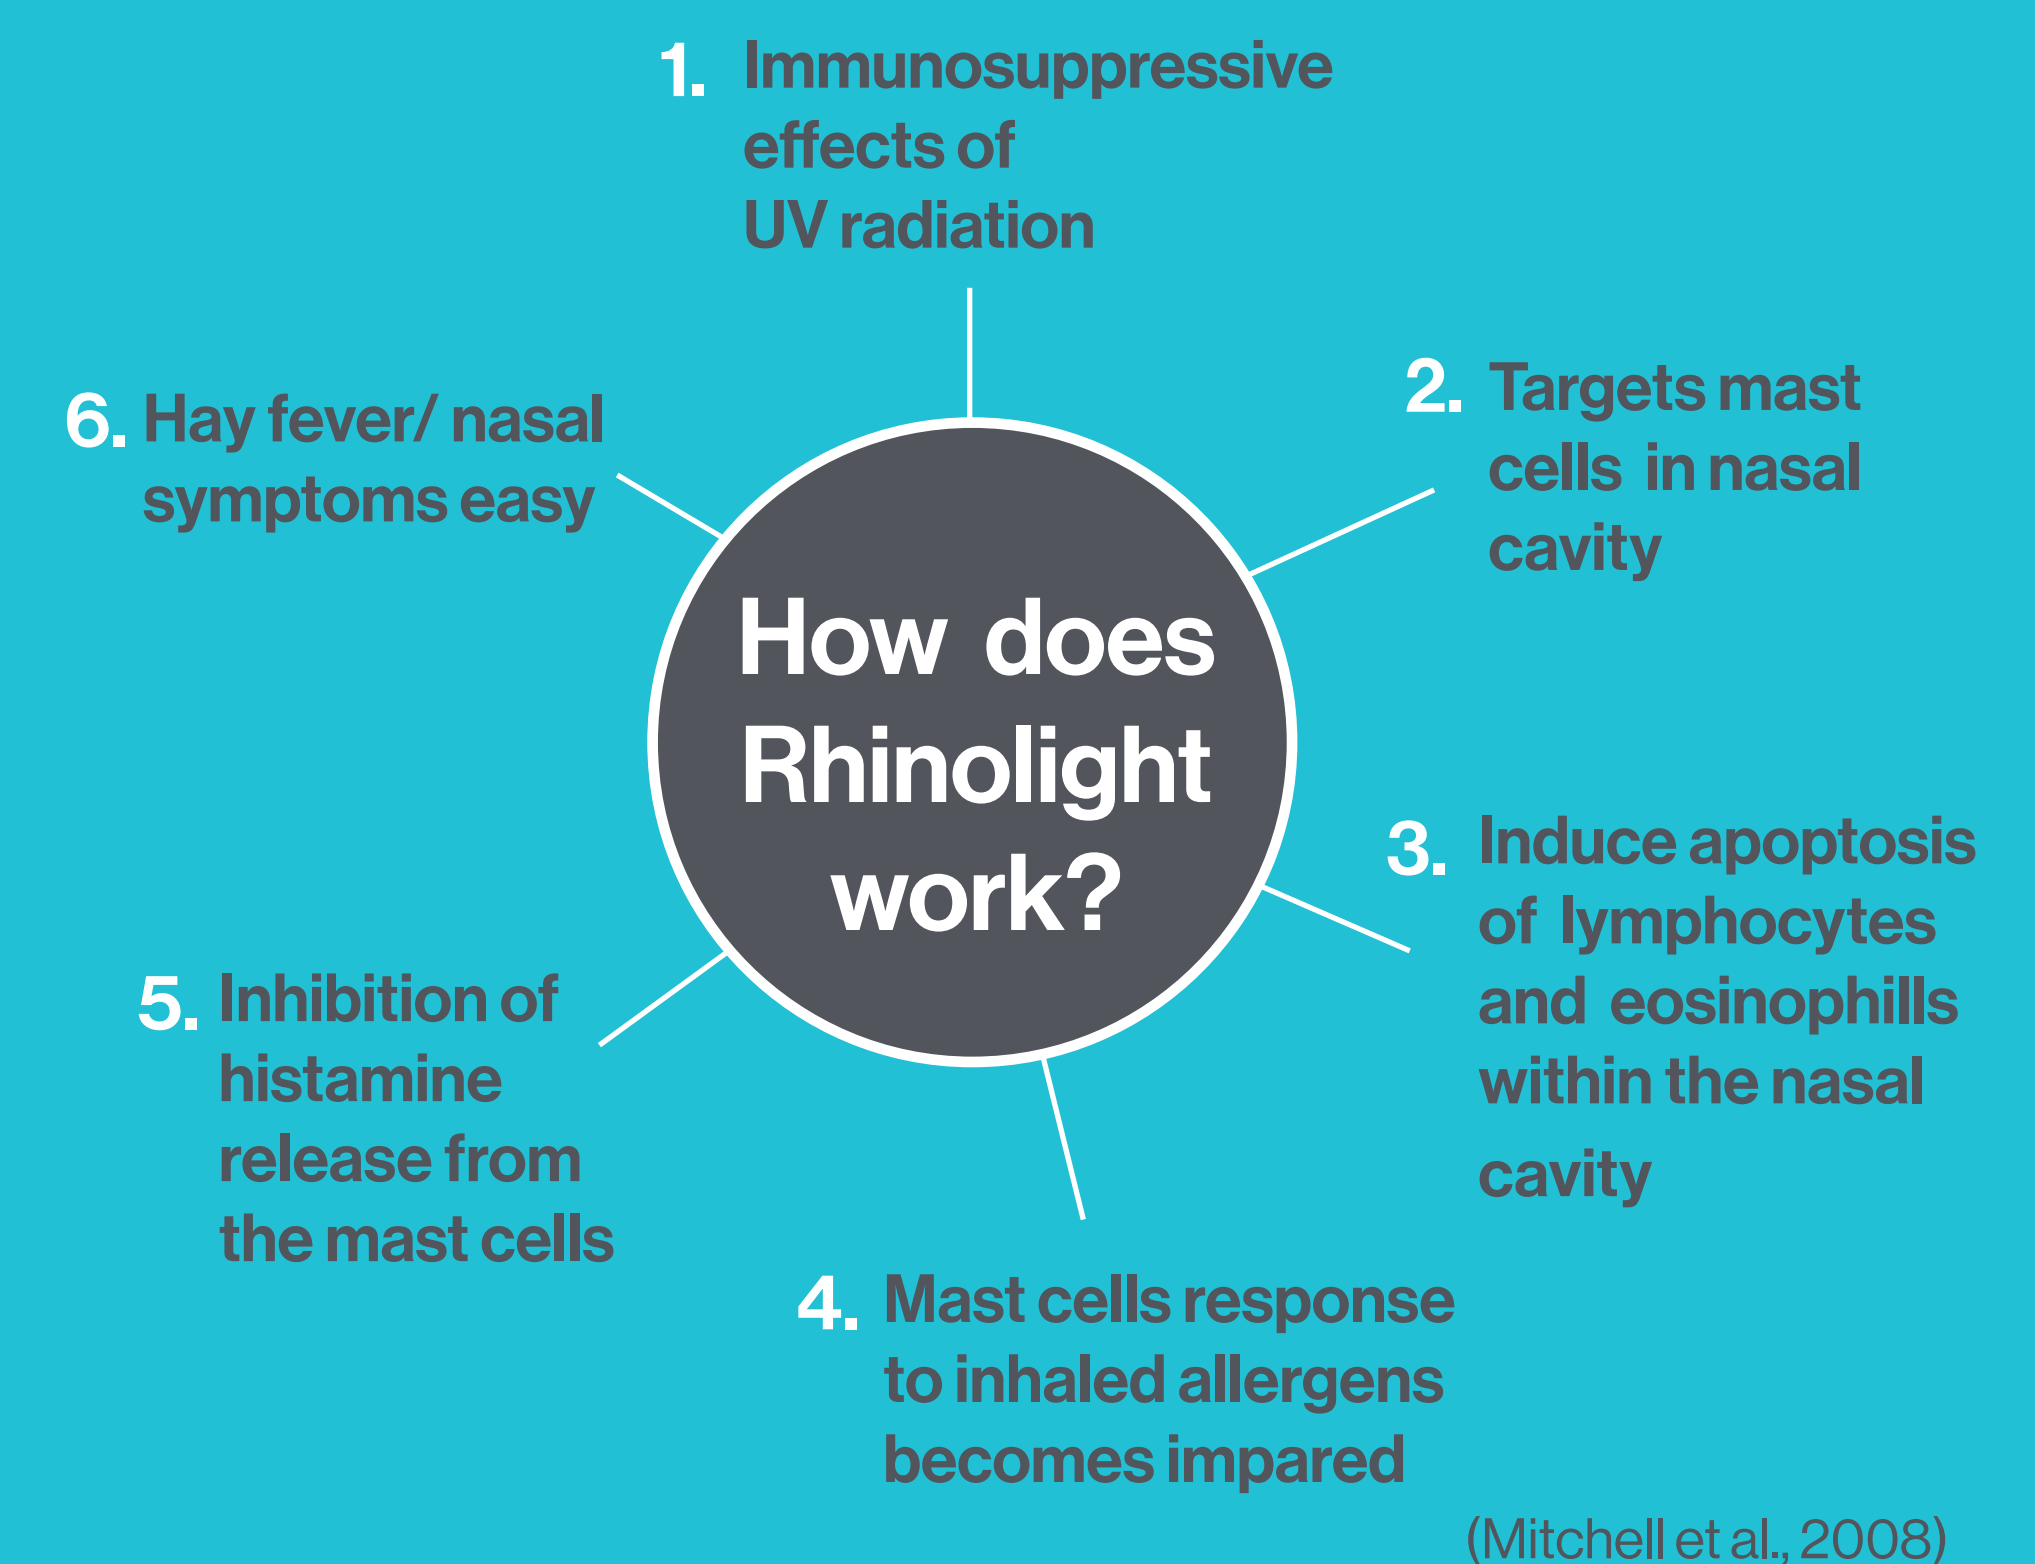 1. Immunosuppressive
effects of
UV radiation
2. Targets mast
cells in nasal
cavity
3. Induce apoptosis
of lymphocytes
and eosinophills
within the nasal
cavity
4. Mast cells response
to inhaled allergens
becomes impared
5. Inhibition of
histamine
release from
the mast cells
6. Hay fever/ nasal
symptoms easy
How does
Rhinolight
work?
(Mitchell et al., 2008)